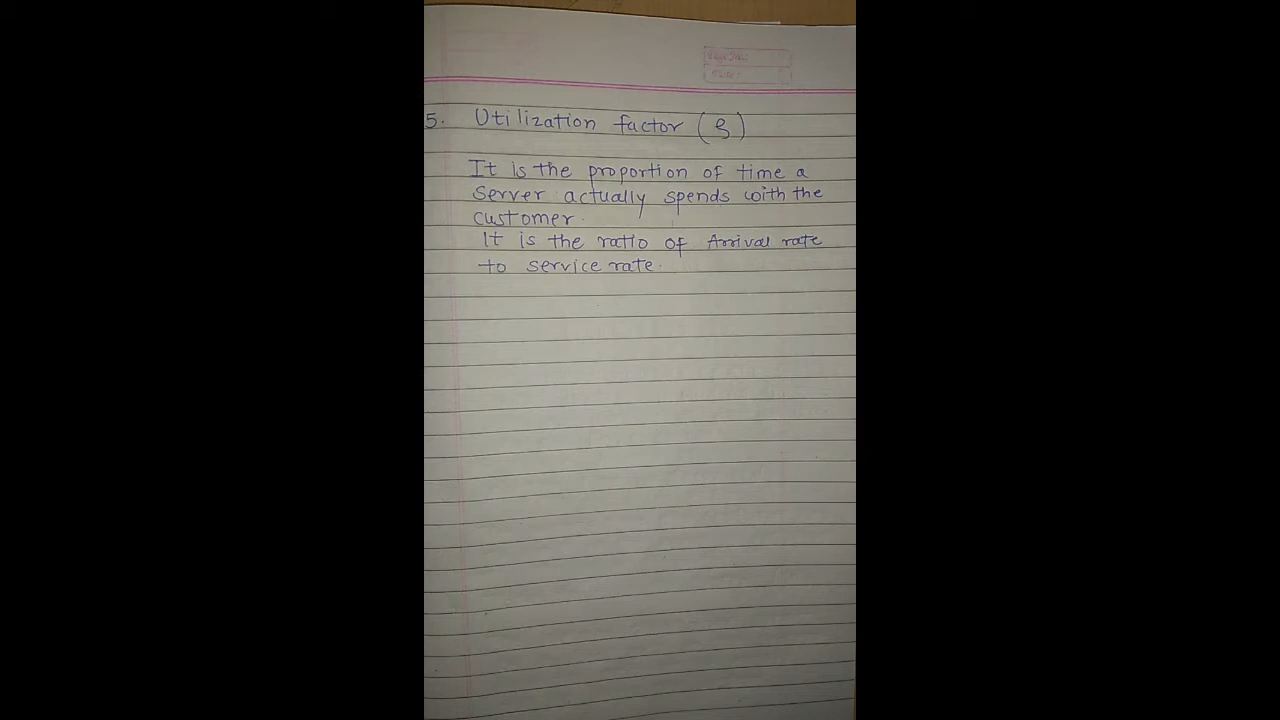 5. Utilization factor (ρ)
It is the proportion of time a
server actually spends with the
customer.
It is the ratio of Arrival rate
to service rate.